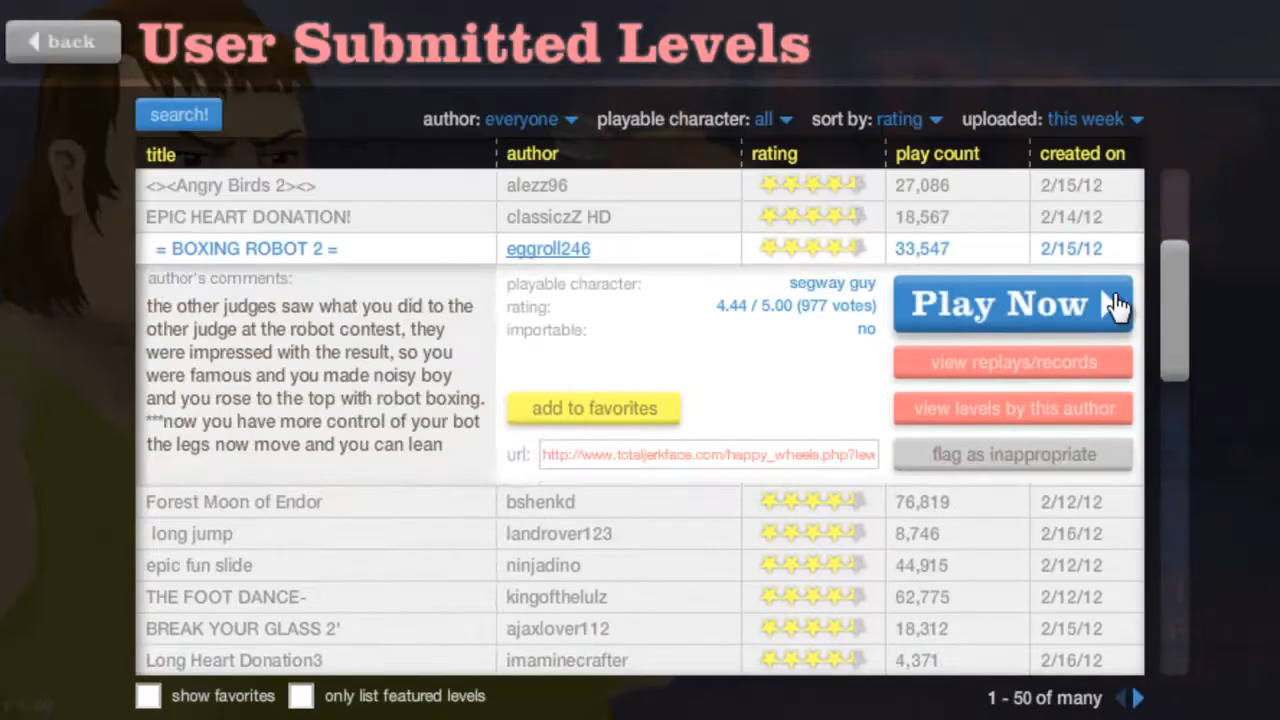 back
User Submitted Levels
search!
author: everyone playable character: all sort by: rating uploaded: this week
title author rating play count created on
<><Angry Birds 2><> alezz96 27,086 2/15/12
EPIC HEART DONATION! classiczZ HD 18,567 2/14/12
= BOXING ROBOT 2 = eggroll246 33,547 2/15/12
author's comments:
the other judges saw what you did to the
other judge at the robot contest, they
were impressed with the result, so you
were famous and you made noisy boy
and you rose to the top with robot boxing.
***now you have more control of your bot
the legs now move and you can lean
playable character: segway guy
rating: 4.44 / 5.00 (977 votes)
importable: no
add to favorites
url: http://www.totaljerkface.com/happy_wheels.php?lev
Play Now
view replays/records
view levels by this author
flag as inappropriate
Forest Moon of Endor bshenkd 76,819 2/12/12
long jump landrover123 8,746 2/16/12
epic fun slide ninjadino 44,915 2/12/12
THE FOOT DANCE- kingofthelulz 62,775 2/12/12
BREAK YOUR GLASS 2' ajaxlover112 18,312 2/15/12
Long Heart Donation3 imaminecrafter 4,371 2/16/12
show favorites only list featured levels 1 - 50 of many